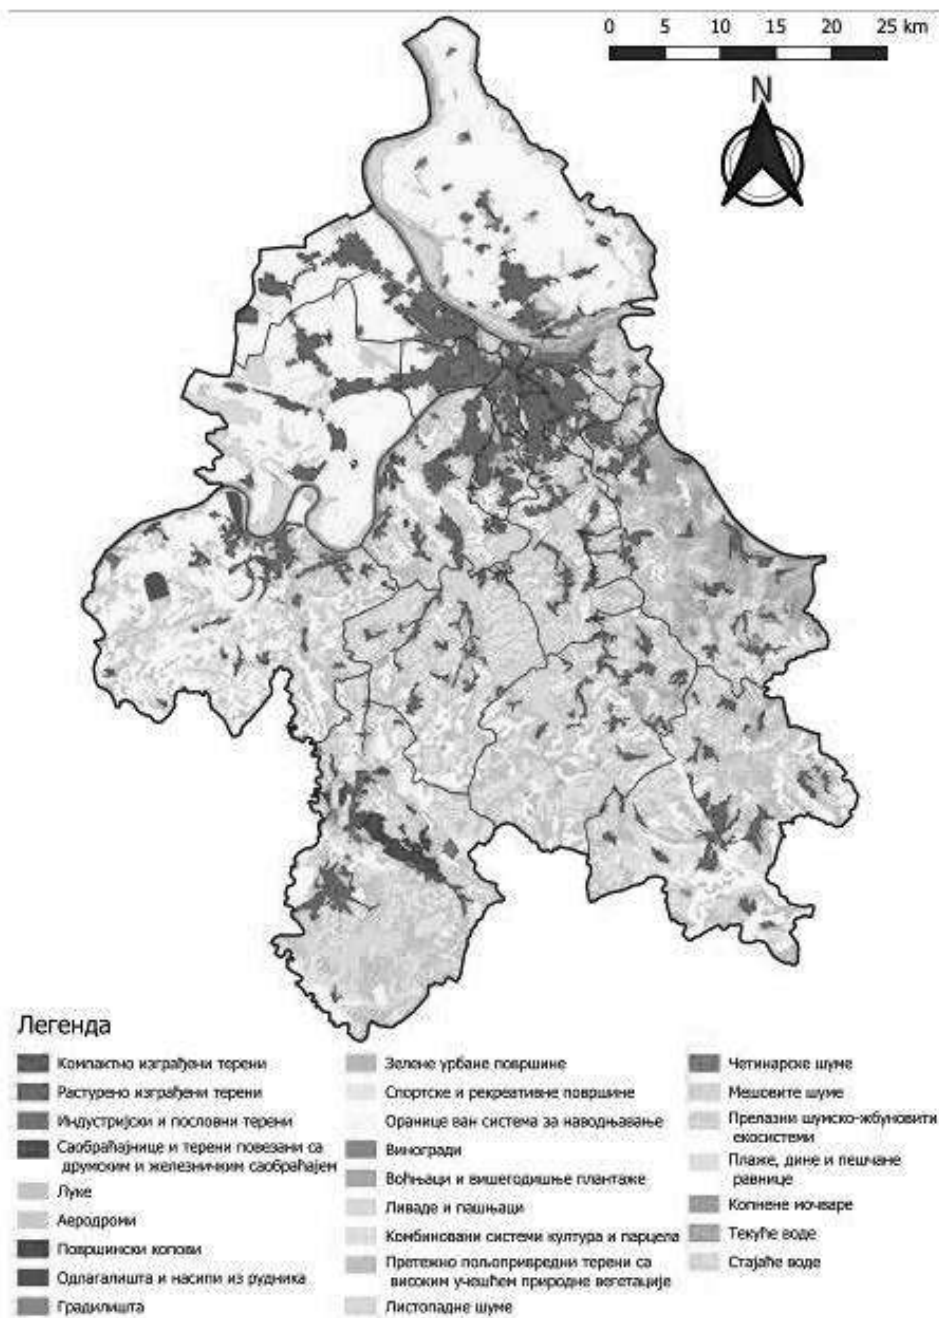 0 5 10 15 20 25 km
N
Легенда
Компактно изграђени терени
Растурено изграђени терени
Индустријски и пословни терени
Саобраћајнице и терени повезани са
друмским и железничким саобраћајем
Луке
Аеродроми
Површински копови
Одлагалишта и насипи из рудника
Градилишта
Зелене урбане површине
Спортске и рекреативне површине
Оранице ван система за наводњавање
Виногради
Воћњаци и вишегодишње плантаже
Ливаде и пашњаци
Комбиновани системи култура и парцела
Претежно пољопривредни терени са
високим учешћем природне вегетације
Листопадне шуме
Четинарске шуме
Мешовите шуме
Прелазни шумско-жбуновити
екосистеми
Плаже, дине и пешчане
равнице
Копнене мочваре
Текуће воде
Стајаће воде